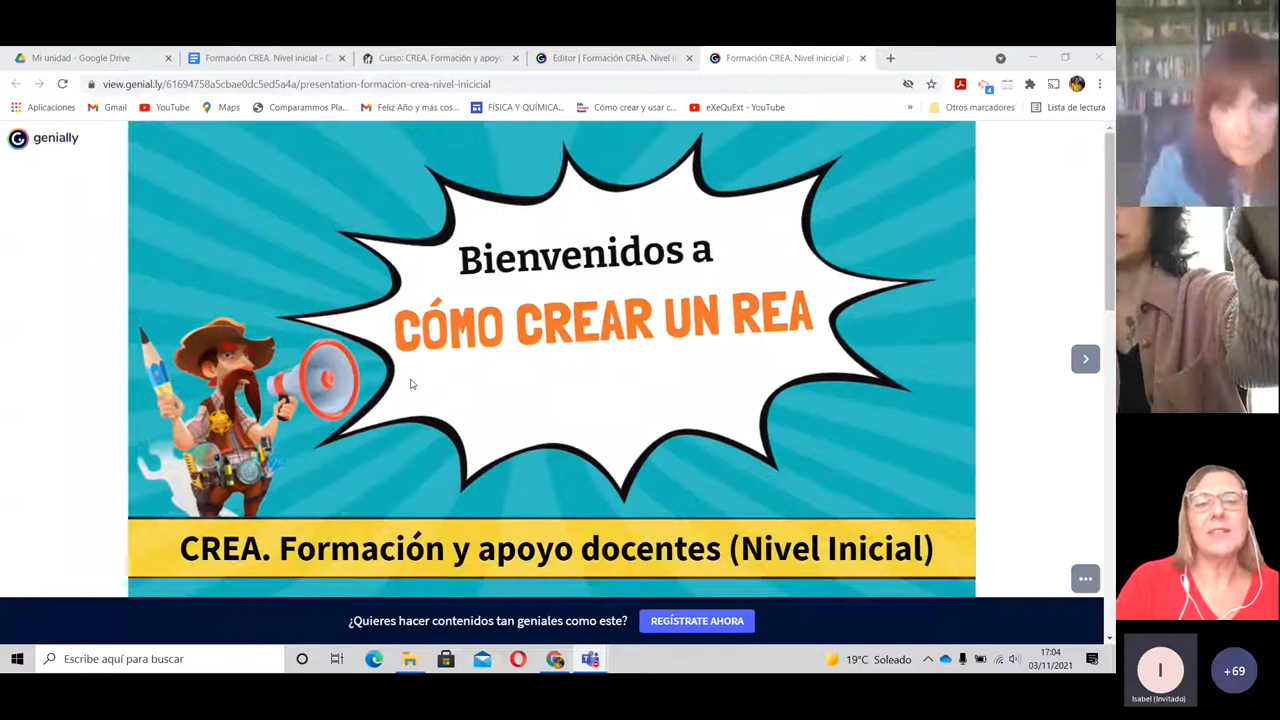 Mi unidad - Google Drive
Formación CREA. Nivel inicial - D
Curso: CREA. Formación y apoyo
Editor | Formación CREA. Nivel in
Formación CREA. Nivel inicial p
view.genial.ly/61694758a5cbae0dc5ed5a4a/presentation-formacion-crea-nivel-inicicial
Aplicaciones
Gmail
YouTube
Maps
Comparammos Pla...
Feliz Año y más cos...
FÍSICA Y QUÍMICA...
Cómo crear y usar c...
eXeQuExt - YouTube
»
Otros marcadores
Lista de lectura
genially
Bienvenidos a
CÓMO CREAR UN REA
CREA. Formación y apoyo docentes (Nivel Inicial)
¿Quieres hacer contenidos tan geniales como este?
REGÍSTRATE AHORA
Escribe aquí para buscar
19°C Soleado
17:04
03/11/2021
I
Isabel (Invitado)
+69